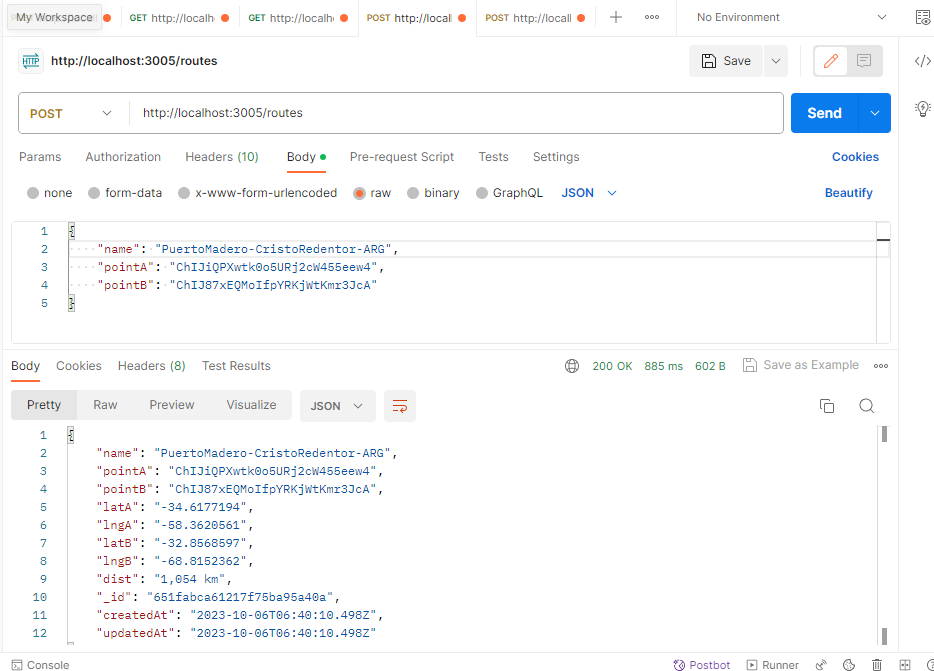 My Workspace GET http://localh GET http://localh POST http://locall POST http://locall No Environment
HTTP http://localhost:3005/routes Save
POST http://localhost:3005/routes Send
Params Authorization Headers (10) Body Pre-request Script Tests Settings Cookies
none form-data x-www-form-urlencoded raw binary GraphQL JSON Beautify
1 {
2 "name": "PuertoMadero-CristoRedentor-ARG",
3 "pointA": "ChIJiQPXwtk0o5URj2cW455eew4",
4 "pointB": "ChIJ87xEQMoIfpYRKjWtKmr3JcA"
5 }
Body Cookies Headers (8) Test Results 200 OK 885 ms 602 B Save as Example
Pretty Raw Preview Visualize JSON
1 {
2 "name": "PuertoMadero-CristoRedentor-ARG",
3 "pointA": "ChIJiQPXwtk0o5URj2cW455eew4",
4 "pointB": "ChIJ87xEQMoIfpYRKjWtKmr3JcA",
5 "latA": "-34.6177194",
6 "lngA": "-58.3620561",
7 "latB": "-32.8568597",
8 "lngB": "-68.8152362",
9 "dist": "1,054 km",
10 "_id": "651fabca61217f75ba95a40a",
11 "createdAt": "2023-10-06T06:40:10.498Z",
12 "updatedAt": "2023-10-06T06:40:10.498Z"
Console Postbot Runner